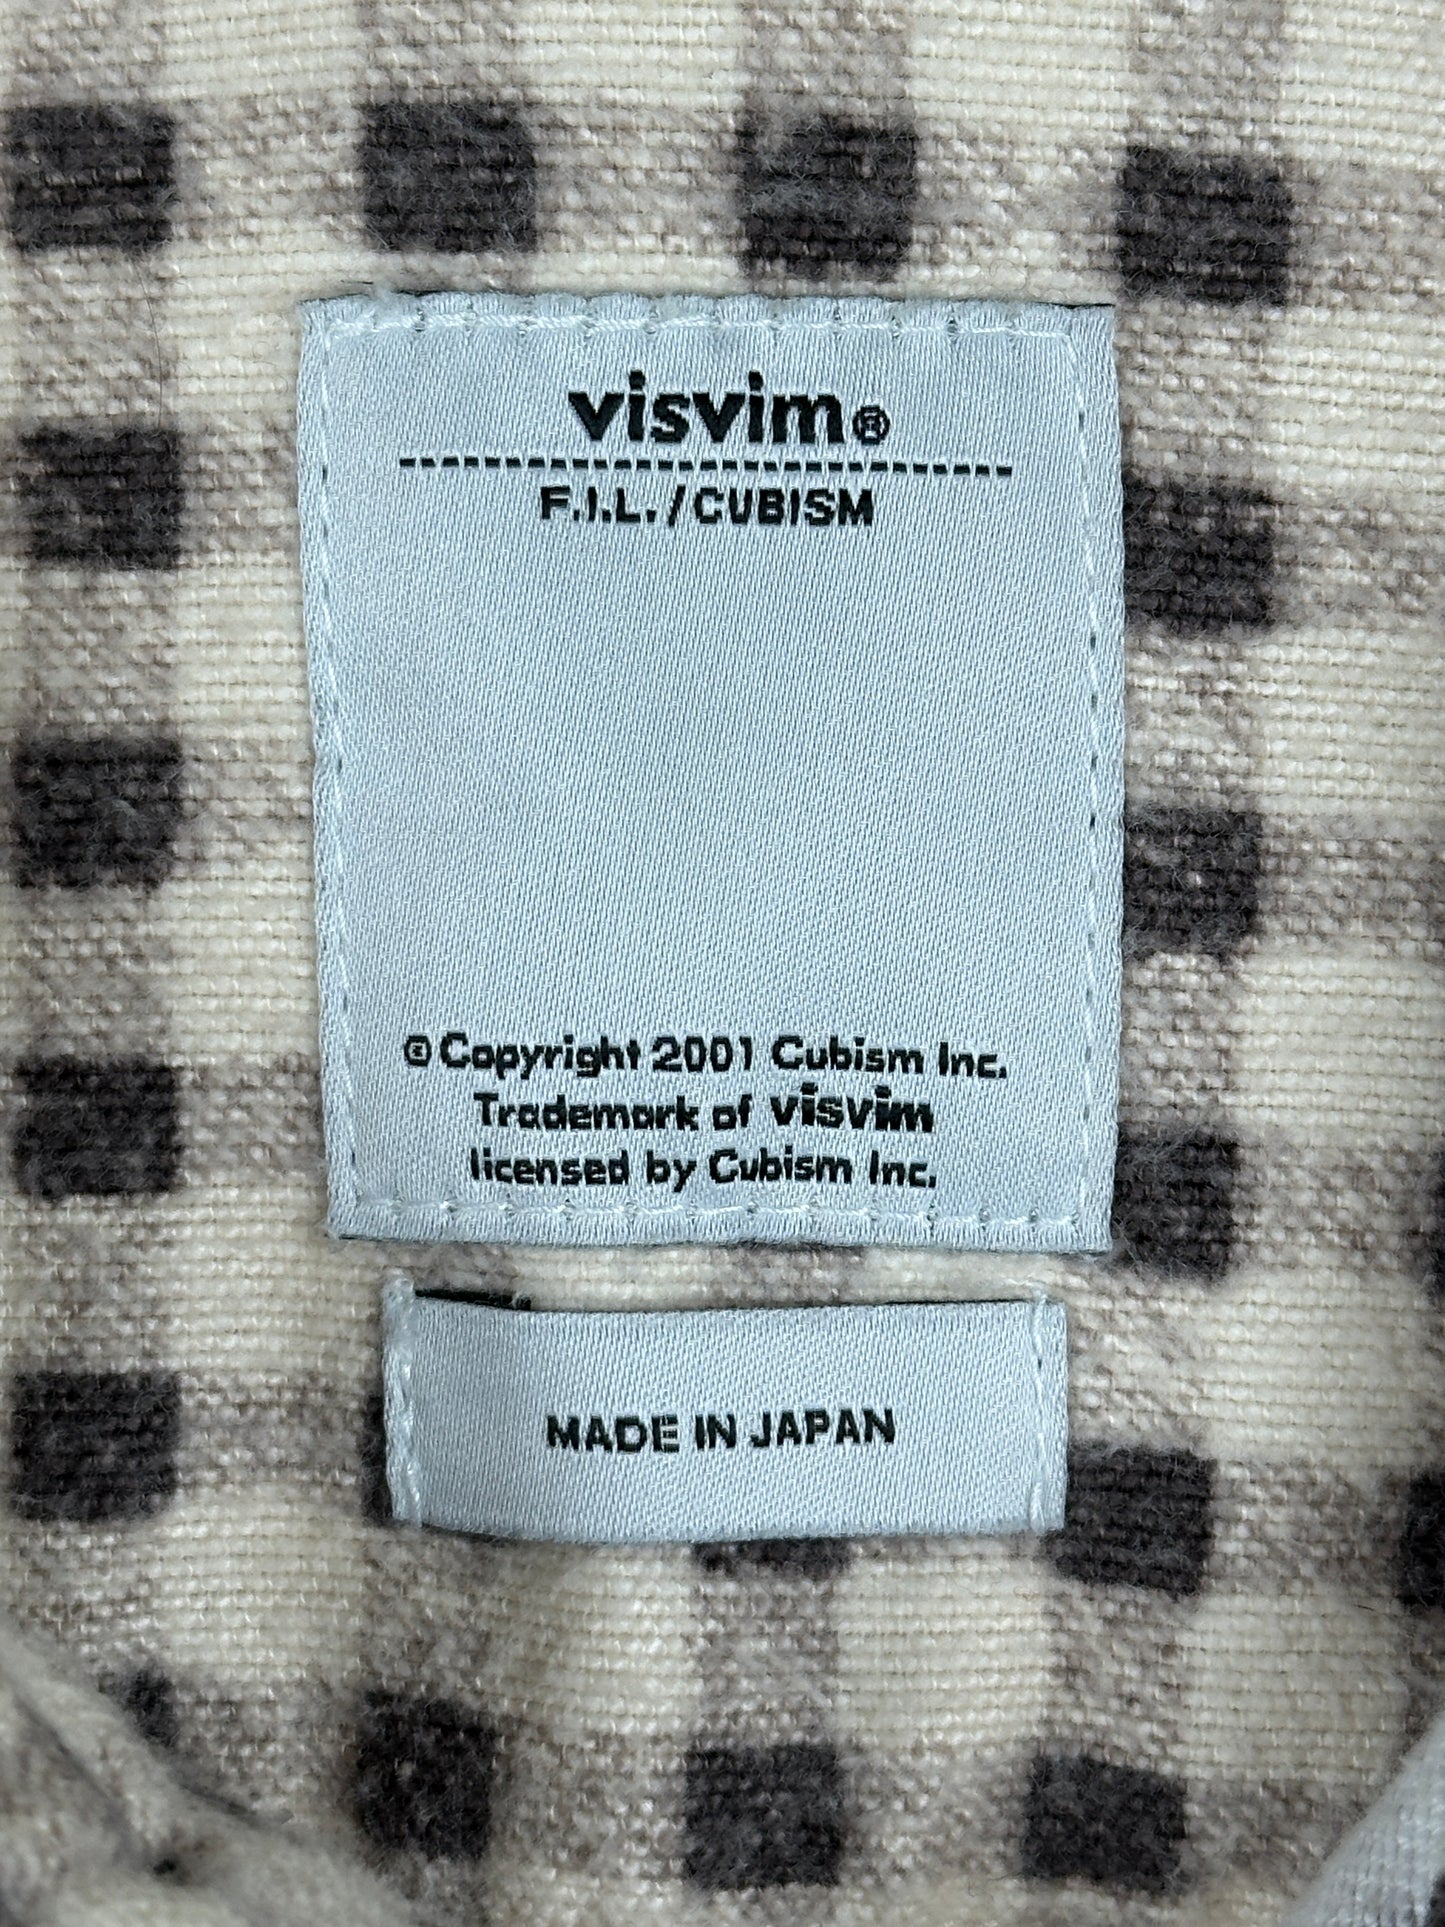 visvim®
F.I.L./CUBISM
© Copyright 2001 Cubism Inc.
Trademark of visvim
licensed by Cubism Inc.
MADE IN JAPAN